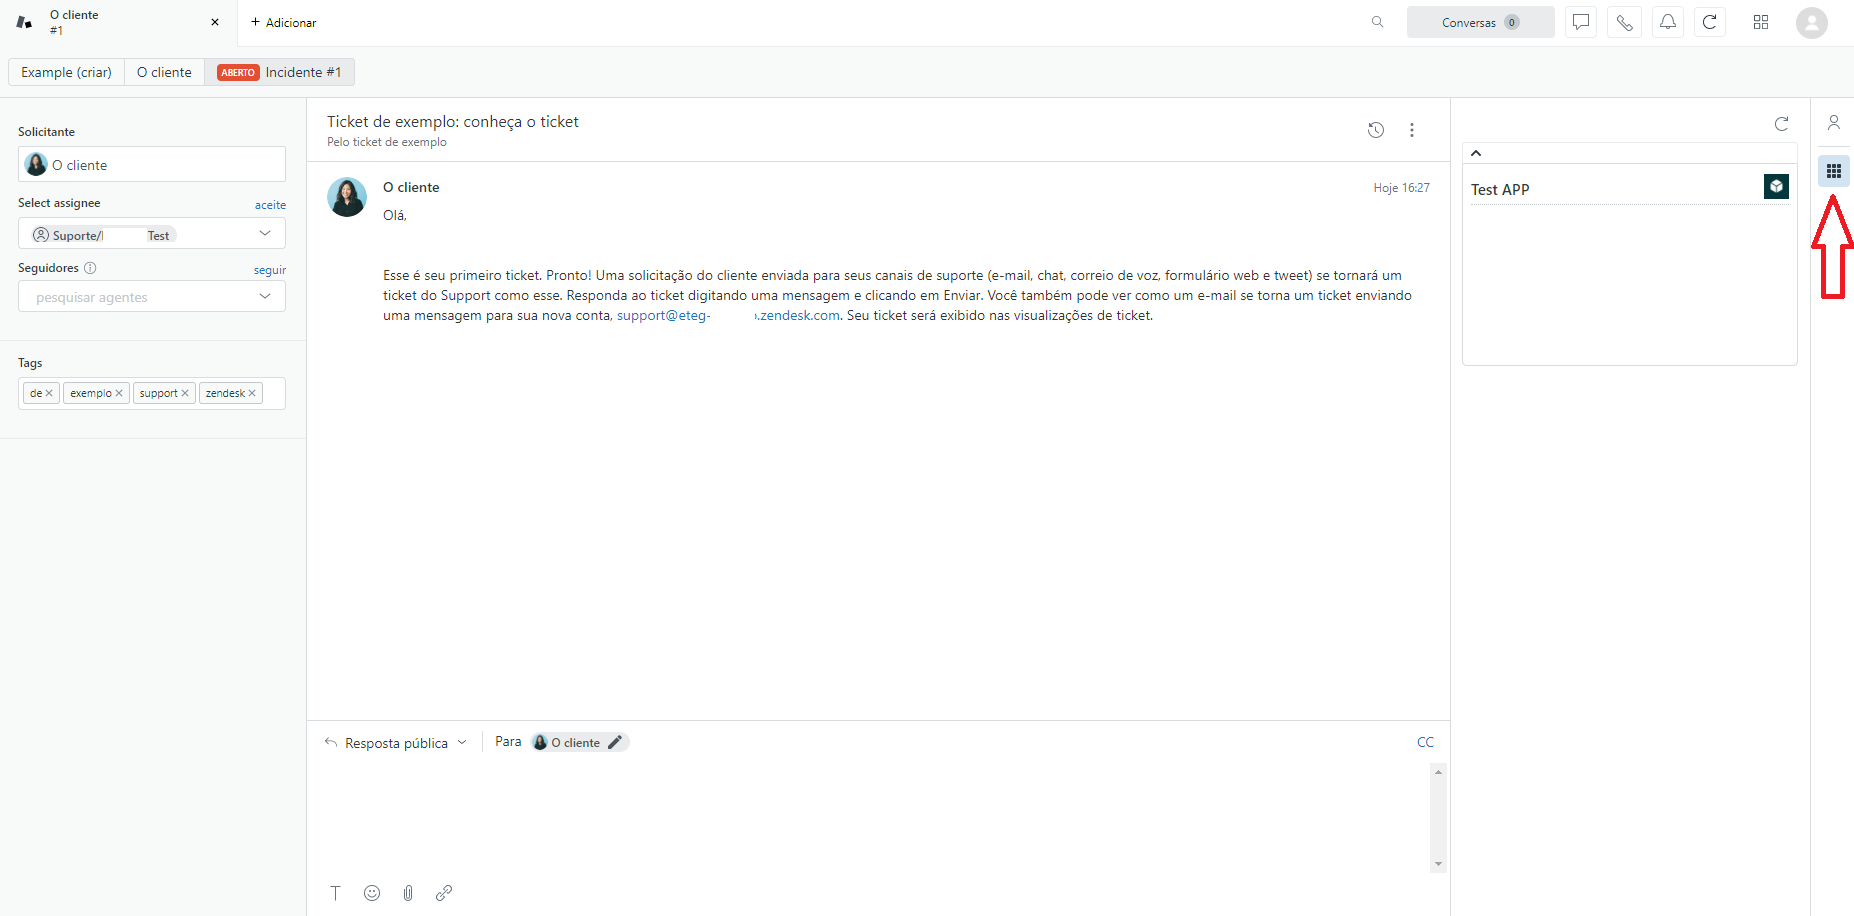 O cliente
#1
+ Adicionar
Conversas 0
Example (criar)
O cliente
ABERTO Incidente #1
Solicitante
O cliente
Select assignee
aceite
Suporte/
Test
Seguidores
seguir
pesquisar agentes
Tags
de
exemplo
support
zendesk
Ticket de exemplo: conheça o ticket
Pelo ticket de exemplo
O cliente
Hoje 16:27
Olá,
Esse é seu primeiro ticket. Pronto! Uma solicitação do cliente enviada para seus canais de suporte (e-mail, chat, correio de voz, formulário web e tweet) se tornará um
ticket do Support como esse. Responda ao ticket digitando uma mensagem e clicando em Enviar. Você também pode ver como um e-mail se torna um ticket enviando
uma mensagem para sua nova conta, support@eteg- .zendesk.com. Seu ticket será exibido nas visualizações de ticket.
Resposta pública
Para
O cliente
CC
Test APP